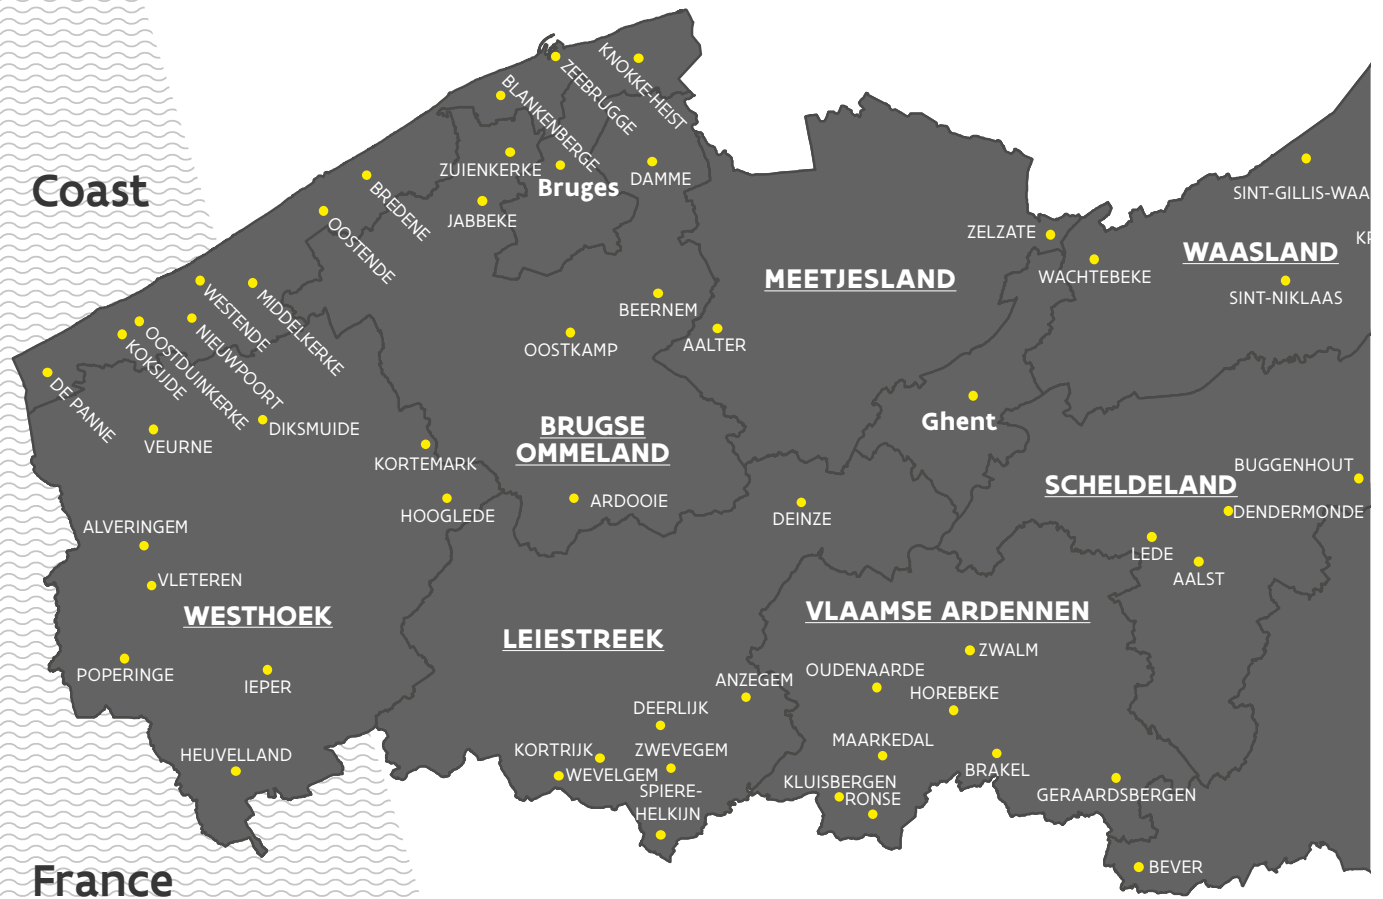 KNOKKE-HEIST
ZEEBRUGGE
BLANKENBERGE
ZUIENKERKE
Bruges
DAMME
Coast
JABBEKE
BREDENE
OOSTENDE
SINT-GILLIS-WAA
ZELZATE
KR
WAASLAND
WACHTEBEKE
MEETJESLAND
SINT-NIKLAAS
BEERNEM
MIDDELKERKE
WESTENDE
NIEUWPOORT
OOSTDUINKERKE
KOKSIJDE
DE PANNE
OOSTKAMP
AALTER
Ghent
DIKSMUIDE
VEURNE
BRUGSE
OMMELAND
KORTEMARK
BUGGENHOUT
SCHELDELAND
ARDOOIE
HOOGLEDE
DEINZE
DENDERMONDE
ALVERINGEM
LEDE
AALST
VLETEREN
WESTHOEK
VLAAMSE ARDENNEN
LEIESTREEK
ZWALM
POPERINGE
IEPER
OUDENAARDE
ANZEGEM
HOREBEKE
DEERLIJK
MAARKEDAL
KORTRIJK
ZWEVEGEM
HEUVELLAND
WEVELGEM
BRAKEL
KLUISBERGEN
SPIERE-
HELKIJN
RONSE
GERAARDSBERGEN
BEVER
France